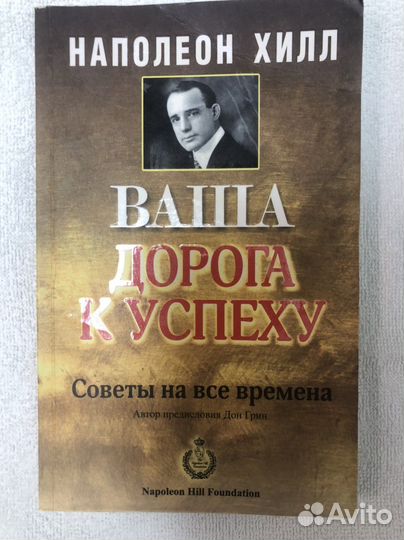 НАПОЛЕОН ХИЛЛ
ВАША
ДОРОГА
К УСПЕХУ
Советы на все времена
Автор предисловия Дон Грин
Napoleon Hill Foundation
Avito